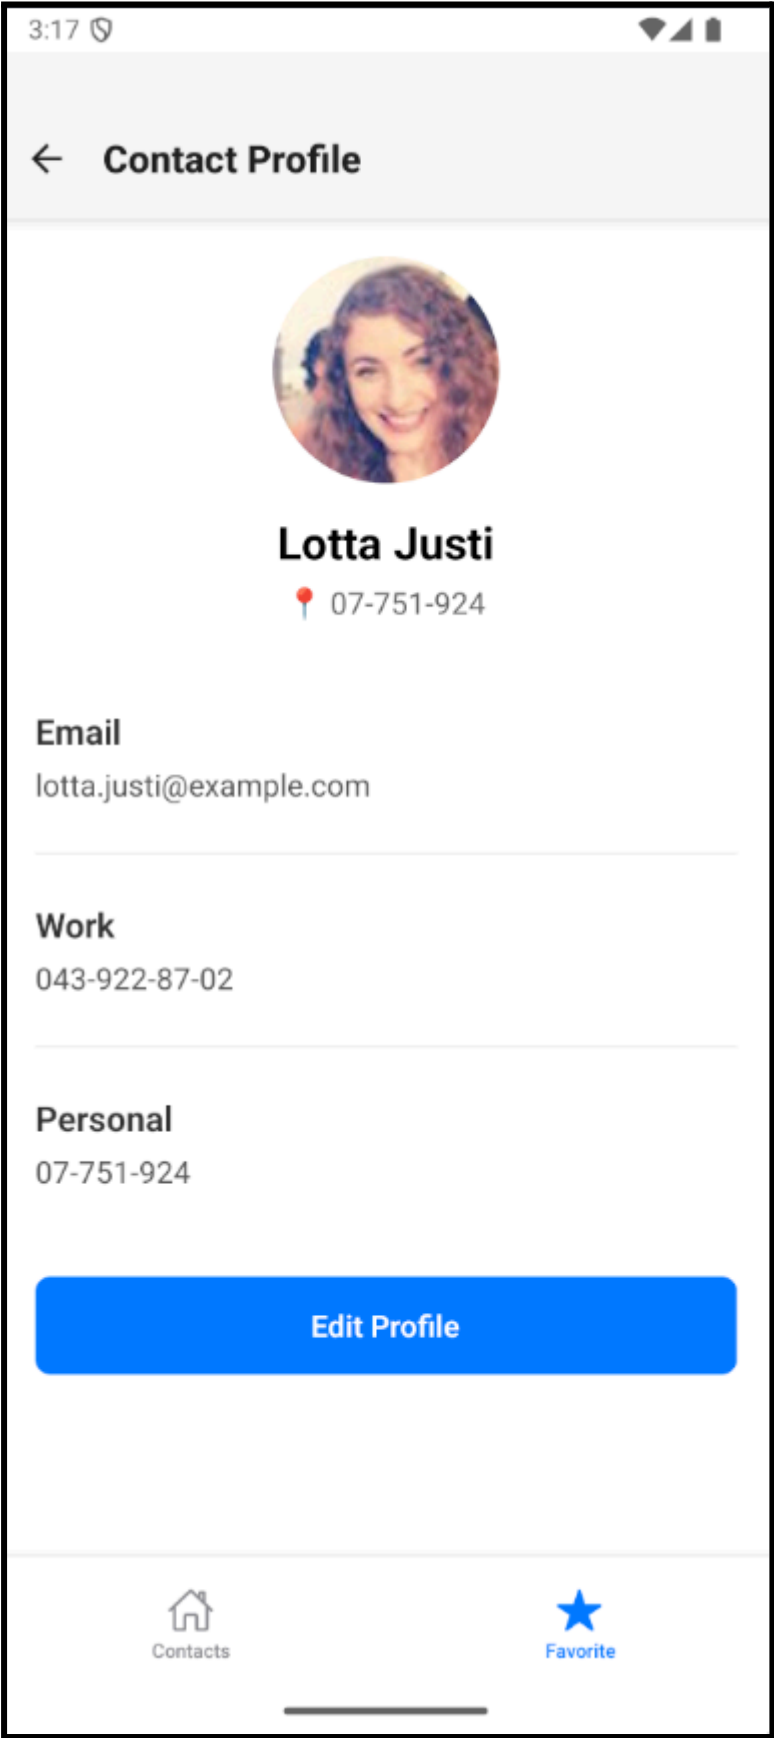 3:17
Contact Profile
Lotta Justi
📍 07-751-924
Email
lotta.justi@example.com
Work
043-922-87-02
Personal
07-751-924
Edit Profile
Contacts
Favorite